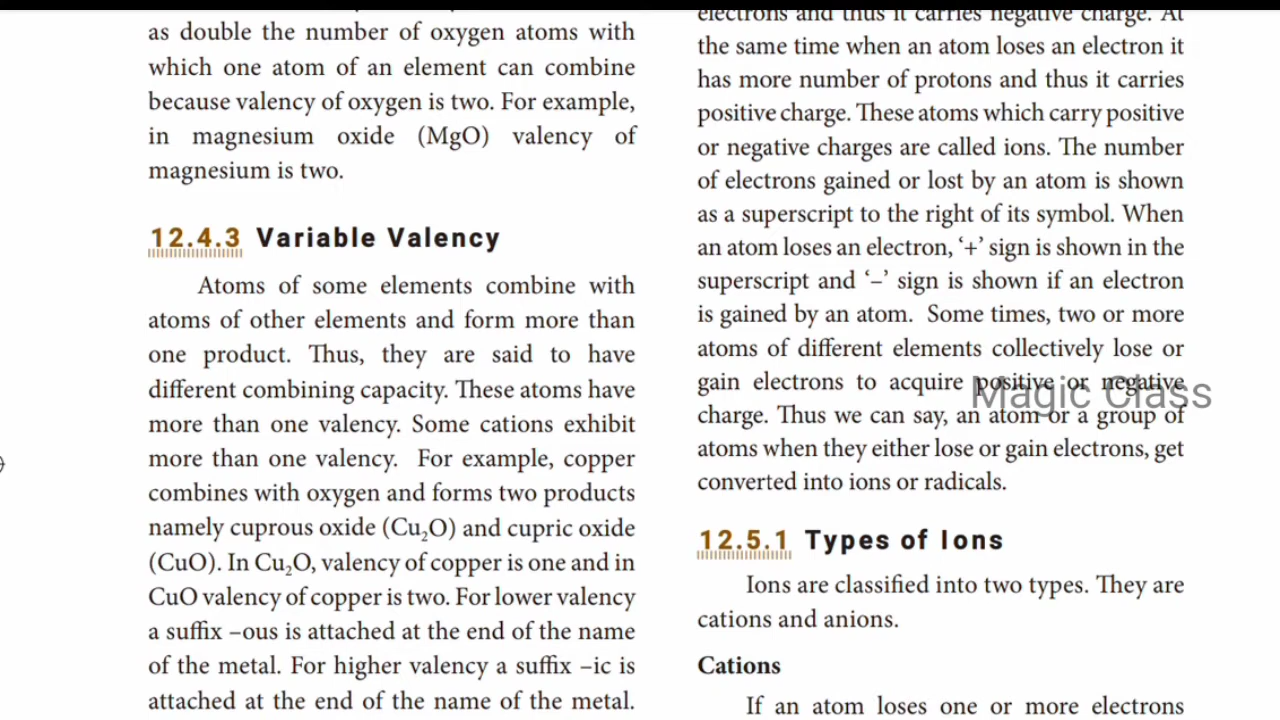 as double the number of oxygen atoms with
which one atom of an element can combine
because valency of oxygen is two. For example,
in magnesium oxide (MgO) valency of
magnesium is two.
12.4.3 Variable Valency
Atoms of some elements combine with
atoms of other elements and form more than
one product. Thus, they are said to have
different combining capacity. These atoms have
more than one valency. Some cations exhibit
more than one valency. For example, copper
combines with oxygen and forms two products
namely cuprous oxide (Cu₂O) and cupric oxide
(CuO). In Cu₂O, valency of copper is one and in
CuO valency of copper is two. For lower valency
a suffix –ous is attached at the end of the name
of the metal. For higher valency a suffix –ic is
attached at the end of the name of the metal.
electrons and thus it carries negative charge. At
the same time when an atom loses an electron it
has more number of protons and thus it carries
positive charge. These atoms which carry positive
or negative charges are called ions. The number
of electrons gained or lost by an atom is shown
as a superscript to the right of its symbol. When
an atom loses an electron, ‘+’ sign is shown in the
superscript and ‘–’ sign is shown if an electron
is gained by an atom. Some times, two or more
atoms of different elements collectively lose or
gain electrons to acquire positive or negative
charge. Thus we can say, an atom or a group of
atoms when they either lose or gain electrons, get
converted into ions or radicals.
12.5.1 Types of Ions
Ions are classified into two types. They are
cations and anions.
Cations
If an atom loses one or more electrons
Magic Class